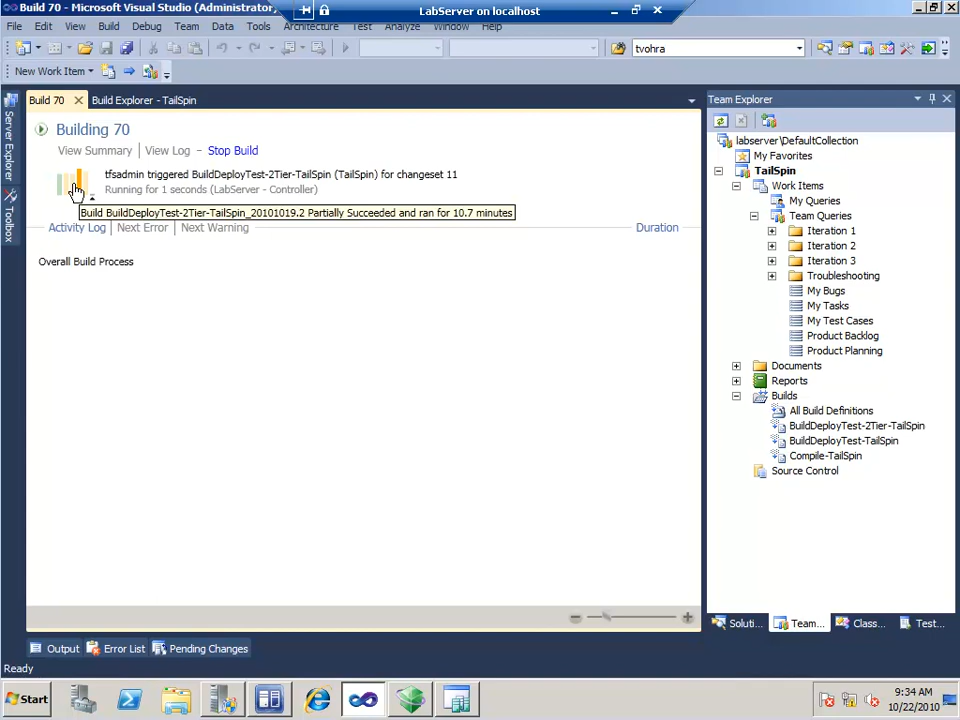 Build 70 - Microsoft Visual Studio (Administrator)
LabServer on localhost
File Edit View Build Debug Team Data Tools Architecture Test Analyze Window Help
tvohra
New Work Item
Build 70
Build Explorer - TailSpin
Building 70
View Summary | View Log - Stop Build
tfsadmin triggered BuildDeployTest-2Tier-TailSpin (TailSpin) for changeset 11
Running for 1 seconds (LabServer - Controller)
Build BuildDeployTest-2Tier-TailSpin_20101019.2 Partially Succeeded and ran for 10.7 minutes
Activity Log | Next Error | Next Warning
Duration
Overall Build Process
Server Explorer
Toolbox
Team Explorer
labserver\DefaultCollection
My Favorites
TailSpin
Work Items
My Queries
Team Queries
Iteration 1
Iteration 2
Iteration 3
Troubleshooting
My Bugs
My Tasks
My Test Cases
Product Backlog
Product Planning
Documents
Reports
Builds
All Build Definitions
BuildDeployTest-2Tier-TailSpin
BuildDeployTest-TailSpin
Compile-TailSpin
Source Control
Soluti... Team... Class... Test...
Output Error List Pending Changes
Ready
Start
9:34 AM
10/22/2010